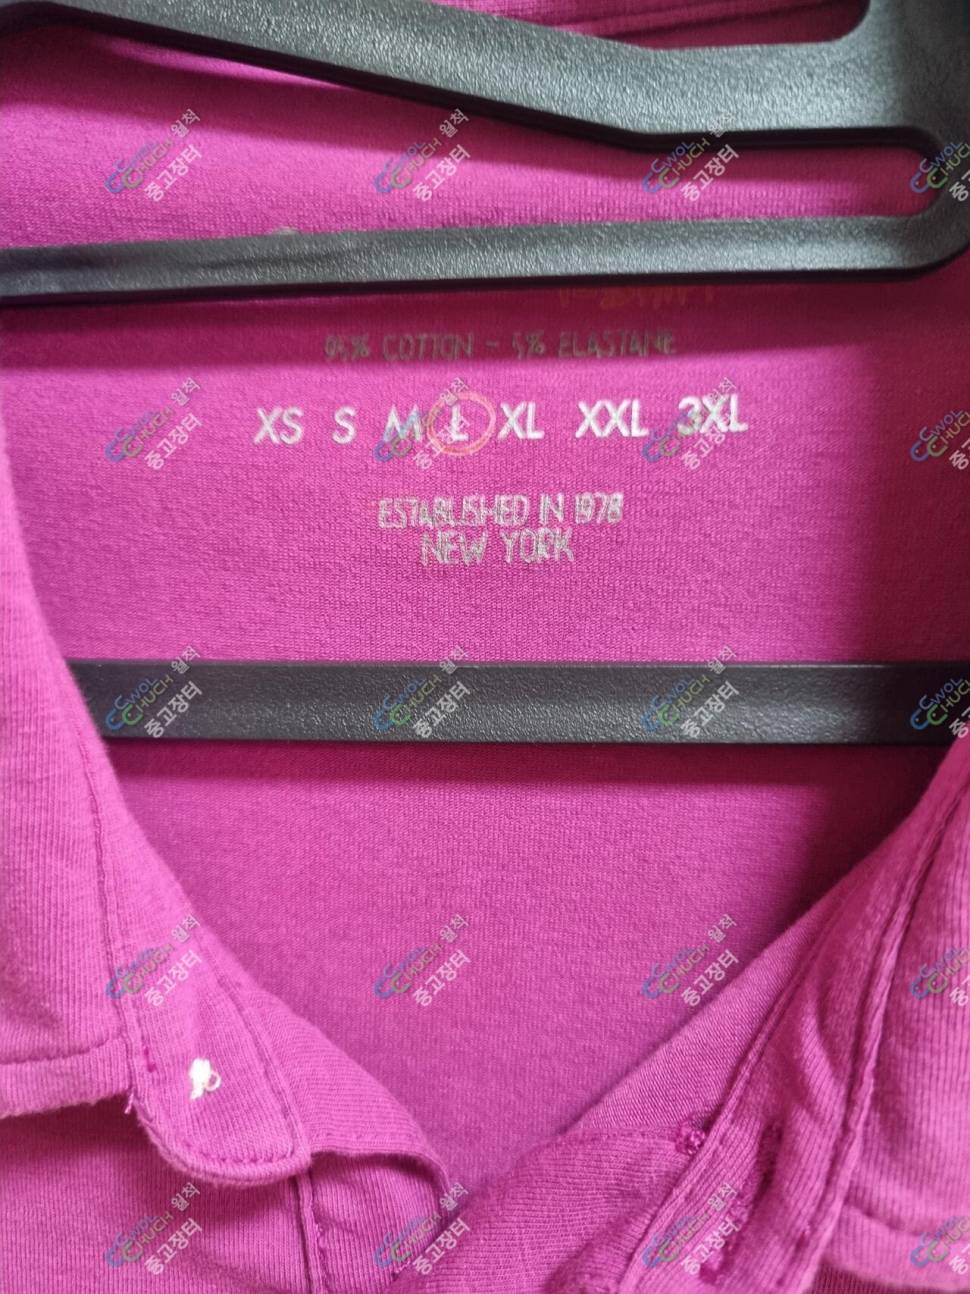 95% COTTON - 5% ELASTANE
XS S M L XL XXL 3XL
ESTABLISHED IN 1978
NEW YORK
CWOL
CHUCH 월척
중고장터